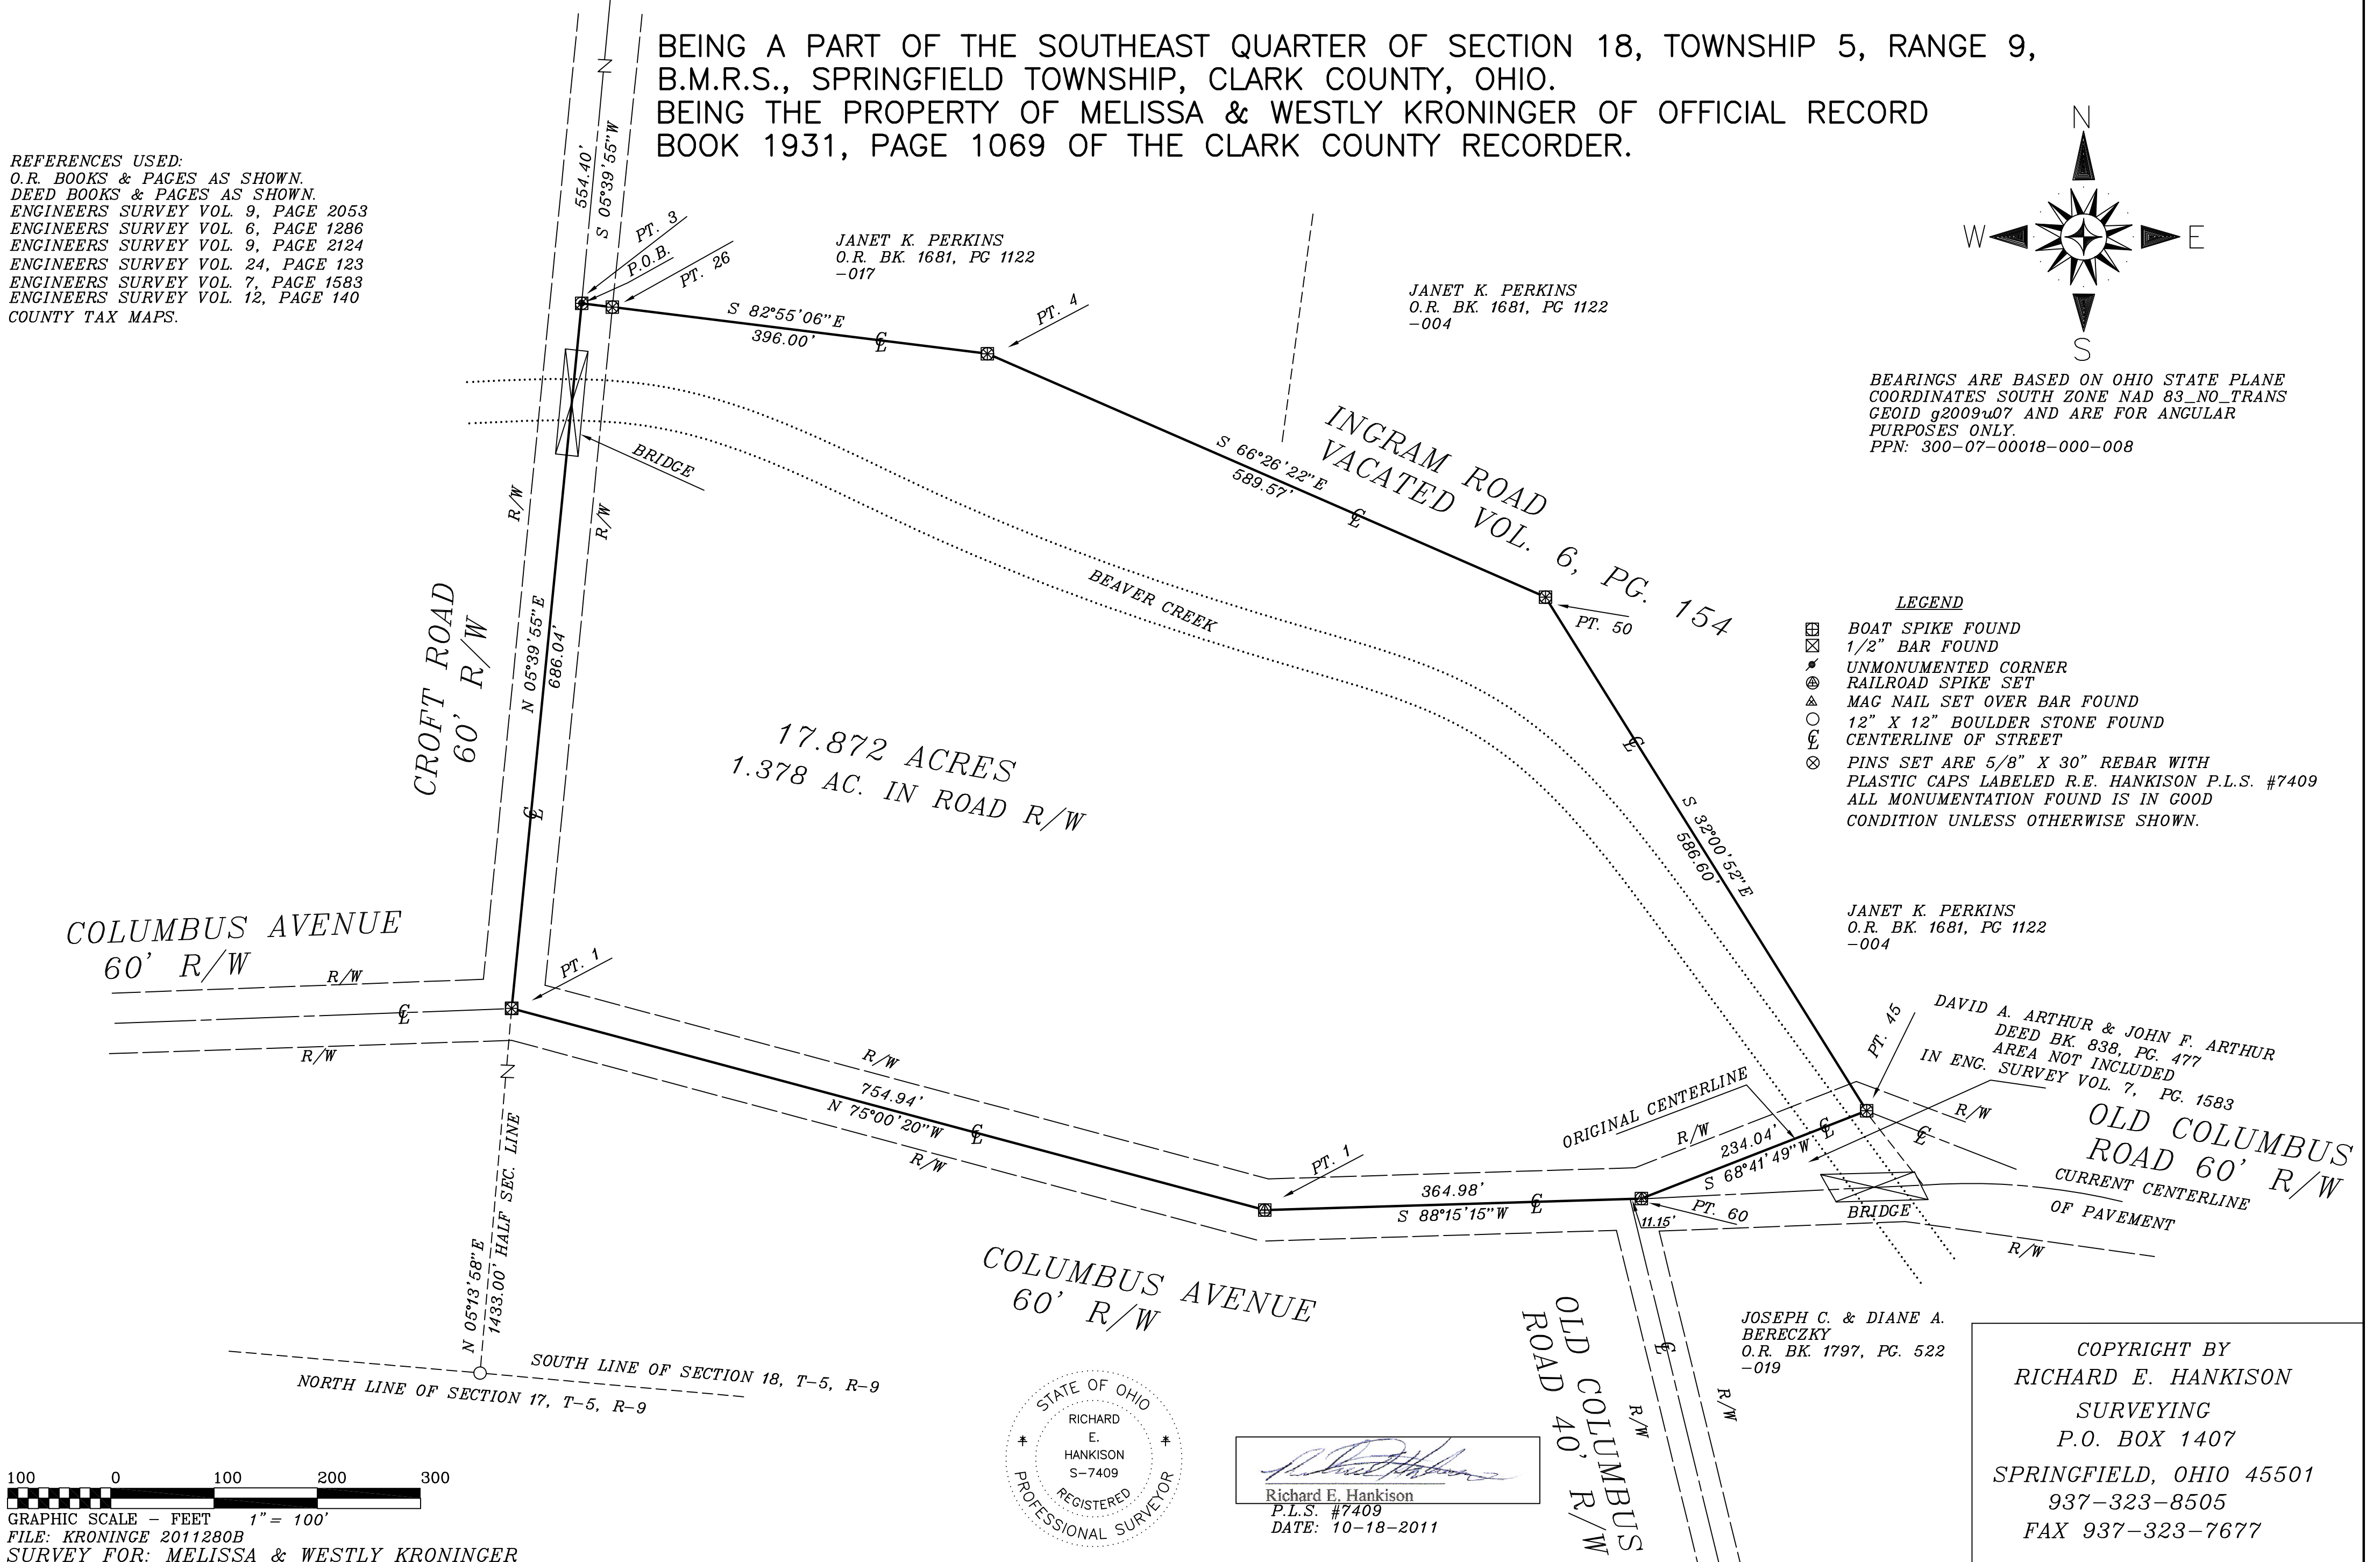 BEING A PART OF THE SOUTHEAST QUARTER OF SECTION 18, TOWNSHIP 5, RANGE 9,
B.M.R.S., SPRINGFIELD TOWNSHIP, CLARK COUNTY, OHIO.
BEING THE PROPERTY OF MELISSA & WESTLY KRONINGER OF OFFICIAL RECORD
BOOK 1931, PAGE 1069 OF THE CLARK COUNTY RECORDER.
REFERENCES USED:
O.R. BOOKS & PAGES AS SHOWN.
DEED BOOKS & PAGES AS SHOWN.
ENGINEERS SURVEY VOL. 9, PAGE 2053
ENGINEERS SURVEY VOL. 6, PAGE 1286
ENGINEERS SURVEY VOL. 9, PAGE 2124
ENGINEERS SURVEY VOL. 24, PAGE 123
ENGINEERS SURVEY VOL. 7, PAGE 1583
ENGINEERS SURVEY VOL. 12, PAGE 140
COUNTY TAX MAPS.
N
554.40'
S 05°39'55"W
PT. 3
P.O.B.
PT. 26
JANET K. PERKINS
O.R. BK. 1681, PG 1122
-017
S 82°55'06"E
396.00'
℄
PT. 4
JANET K. PERKINS
O.R. BK. 1681, PG 1122
-004
N
W
E
S
BEARINGS ARE BASED ON OHIO STATE PLANE
COORDINATES SOUTH ZONE NAD 83_NO_TRANS
GEOID g2009u07 AND ARE FOR ANGULAR
PURPOSES ONLY.
PPN: 300-07-00018-000-008
BRIDGE
R/W
R/W
S 66°26'22"E
589.57'
℄
INGRAM ROAD
VACATED VOL. 6, PG. 154
BEAVER CREEK
PT. 50
LEGEND
BOAT SPIKE FOUND
1/2" BAR FOUND
UNMONUMENTED CORNER
RAILROAD SPIKE SET
MAG NAIL SET OVER BAR FOUND
12" X 12" BOULDER STONE FOUND
℄ CENTERLINE OF STREET
PINS SET ARE 5/8" X 30" REBAR WITH
PLASTIC CAPS LABELED R.E. HANKISON P.L.S. #7409
ALL MONUMENTATION FOUND IS IN GOOD
CONDITION UNLESS OTHERWISE SHOWN.
CROFT ROAD
60' R/W
N 05°39'55"E
686.04'
℄
17.872 ACRES
1.378 AC. IN ROAD R/W
℄
S 32°00'52"E
586.60'
JANET K. PERKINS
O.R. BK. 1681, PG 1122
-004
COLUMBUS AVENUE
60' R/W
R/W
℄
R/W
PT. 1
N
R/W
754.94'
N 75°00'20"W
℄
R/W
PT. 1
364.98'
S 88°15'15"W
℄
ORIGINAL CENTERLINE
R/W
234.04'
S 68°41'49"W
℄
PT. 45
DAVID A. ARTHUR & JOHN F. ARTHUR
DEED BK. 838, PG. 477
AREA NOT INCLUDED
IN ENG. SURVEY VOL. 7, PG. 1583
R/W
℄
OLD COLUMBUS
ROAD 60' R/W
CURRENT CENTERLINE
OF PAVEMENT
R/W
BRIDGE
PT. 60
11.15'
COLUMBUS AVENUE
60' R/W
N 05°13'58"E
1433.00' HALF SEC. LINE
SOUTH LINE OF SECTION 18, T-5, R-9
NORTH LINE OF SECTION 17, T-5, R-9
OLD COLUMBUS
ROAD 40' R/W
℄
R/W
R/W
JOSEPH C. & DIANE A.
BERECZKY
O.R. BK. 1797, PG. 522
-019
STATE OF OHIO
RICHARD
E.
HANKISON
S-7409
REGISTERED
PROFESSIONAL SURVEYOR
Richard E. Hankison
P.L.S. #7409
DATE: 10-18-2011
COPYRIGHT BY
RICHARD E. HANKISON
SURVEYING
P.O. BOX 1407
SPRINGFIELD, OHIO 45501
937-323-8505
FAX 937-323-7677
100 0 100 200 300
GRAPHIC SCALE - FEET 1"= 100'
FILE: KRONINGE 2011280B
SURVEY FOR: MELISSA & WESTLY KRONINGER